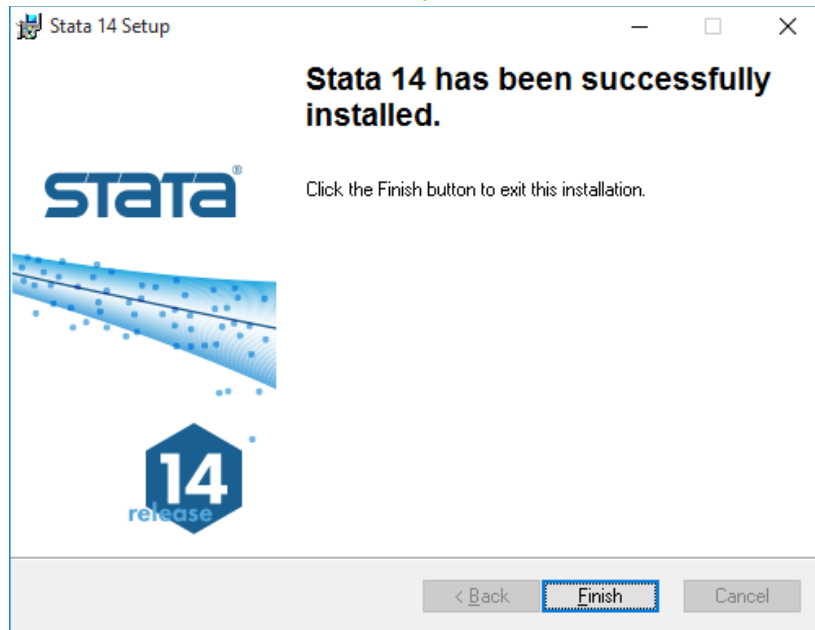 Stata 14 Setup
Stata 14 has been successfully
installed.
STATA®
Click the Finish button to exit this installation.
14
release
< Back
Finish
Cancel